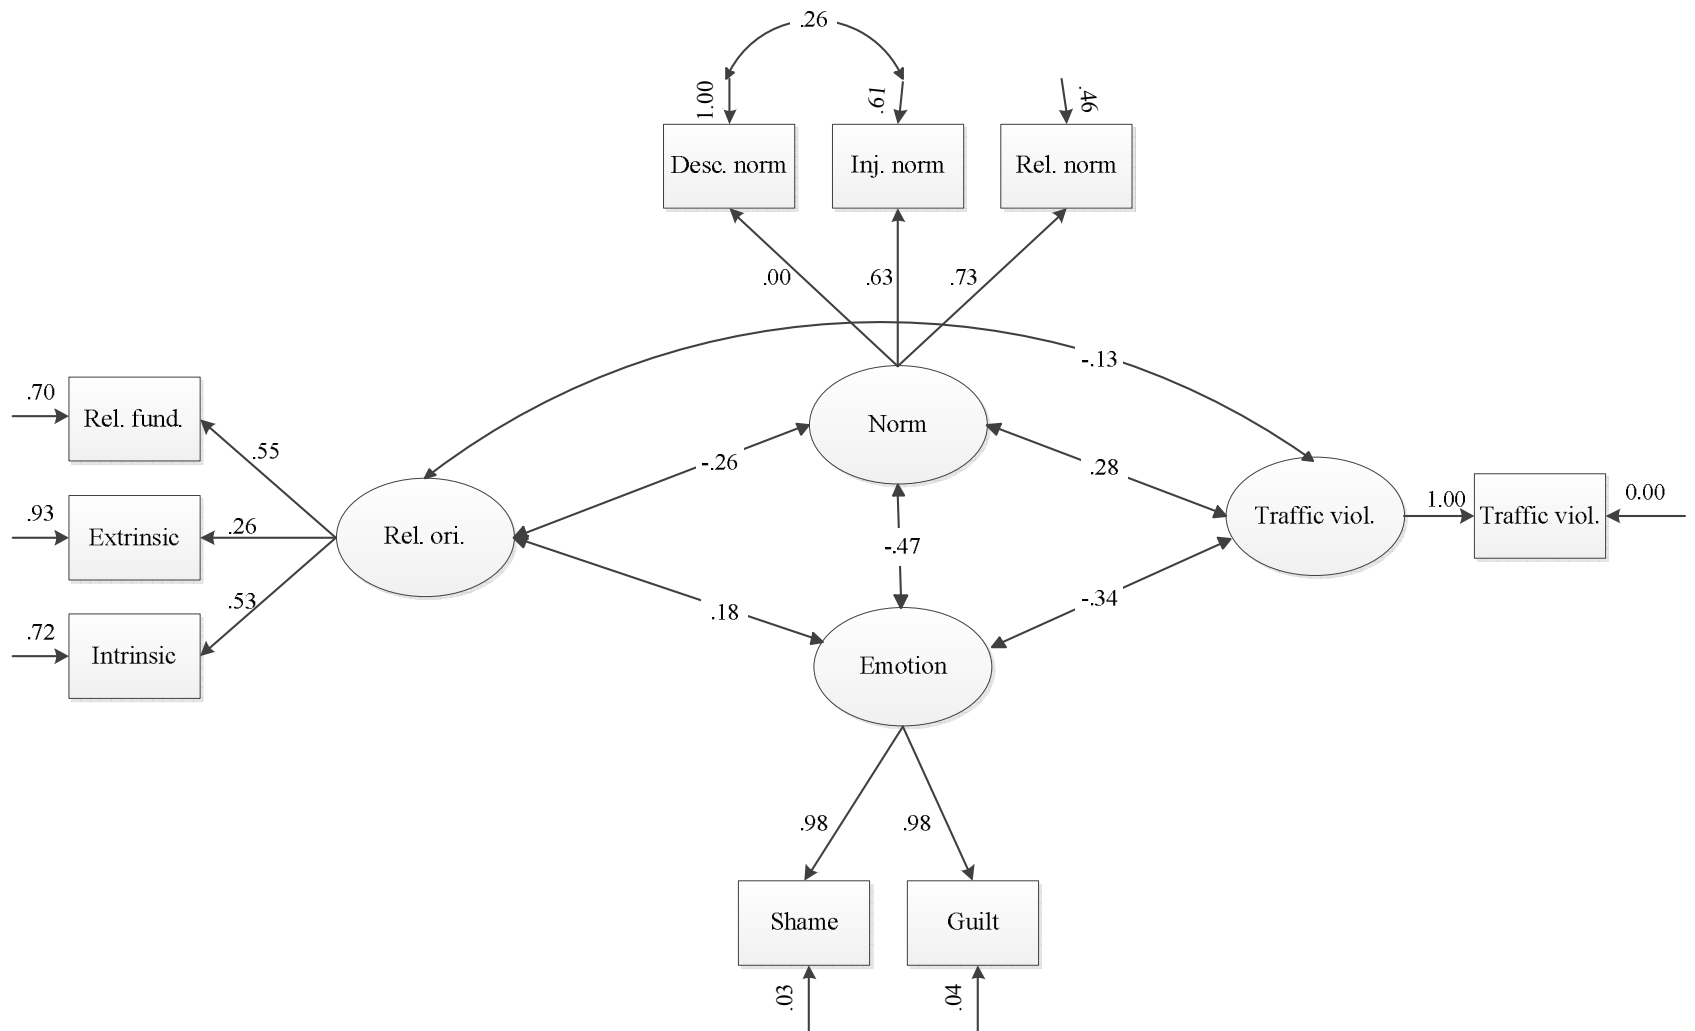 .26
1.00
.61
.46
Desc. norm
Inj. norm
Rel. norm
.00
.63
.73
-.13
.70
Rel. fund.
.55
Norm
-.26
.28
.93
Extrinsic
.26
Rel. ori.
Traffic viol.
1.00
Traffic viol.
0.00
-.47
.53
.72
Intrinsic
.18
-.34
Emotion
.98
.98
Shame
Guilt
.03
.04